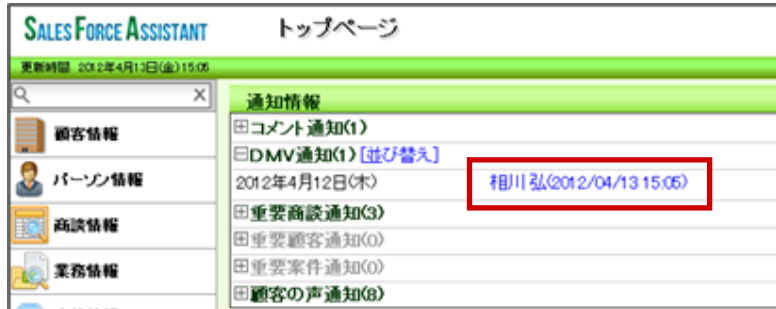 SALES FORCE ASSISTANT
トップページ
更新時間 2012年4月13日(金)15:05
通知情報
顧客情報
パーソン情報
商談情報
業務情報
コメント通知(1)
DMV通知(1)[並び替え]
2012年4月12日(木) 相川 弘(2012/04/13 15:05)
重要商談通知(3)
重要顧客通知(0)
重要案件通知(0)
顧客の声通知(8)